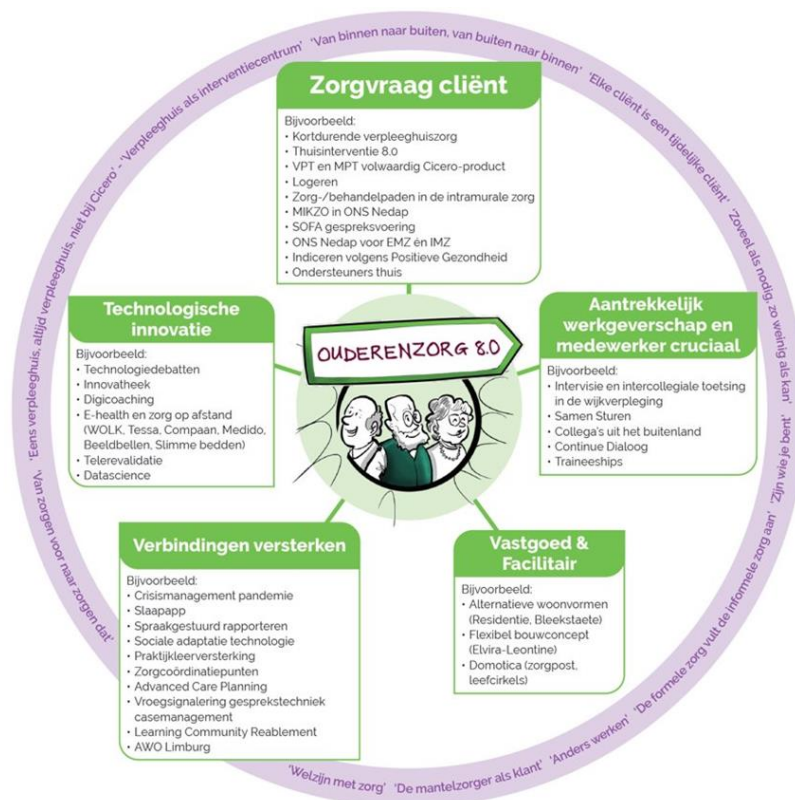 'Van binnen naar buiten, van buiten naar binnen'
'Elke cliënt is een tijdelijke cliënt'
'Zoveel als nodig, zo weinig als kan'
'Zijn wie je bent'
'De formele zorg vult de informele zorg aan'
'Anders werken'
'De mantelzorger als klant'
'Welzijn met zorg'
'Van zorgen voor naar zorgen dat'
'Eens verpleeghuis, altijd verpleeghuis, niet bij Cicero' - 'Verpleeghuis als interventiecentrum'
Zorgvraag cliënt
Bijvoorbeeld:
• Kortdurende verpleeghuiszorg
• Thuisinterventie 8.0
• VPT en MPT volwaardig Cicero-product
• Logeren
• Zorg-/behandelpaden in de intramurale zorg
• MIKZO in ONS Nedap
• SOFA gespreksvoering
• ONS Nedap voor EMZ én IMZ
• Indiceren volgens Positieve Gezondheid
• Ondersteuners thuis
Technologische
innovatie
Bijvoorbeeld:
• Technologiedebatten
• Innovatheek
• Digicoaching
• E-health en zorg op afstand
(WOLK, Tessa, Compaan, Medido,
Beeldbellen, Slimme bedden)
• Telerevalidatie
• Datascience
OUDERENZORG 8.0
Aantrekkelijk
werkgeverschap en
medewerker cruciaal
Bijvoorbeeld:
• Intervisie en intercollegiale toetsing
in de wijkverpleging
• Samen Sturen
• Collega's uit het buitenland
• Continue Dialoog
• Traineeships
Verbindingen versterken
Bijvoorbeeld:
• Crisismanagement pandemie
• Slaapapp
• Spraakgestuurd rapporteren
• Sociale adaptatie technologie
• Praktijkleerversterking
• Zorgcoördinatiepunten
• Advanced Care Planning
• Vroegsignalering gesprekstechniek
casemanagement
• Learning Community Reablement
• AWO Limburg
Vastgoed &
Facilitair
Bijvoorbeeld:
• Alternatieve woonvormen
(Residentie, Bleekstaete)
• Flexibel bouwconcept
(Elvira-Leontine)
• Domotica (zorgpost,
leefcirkels)